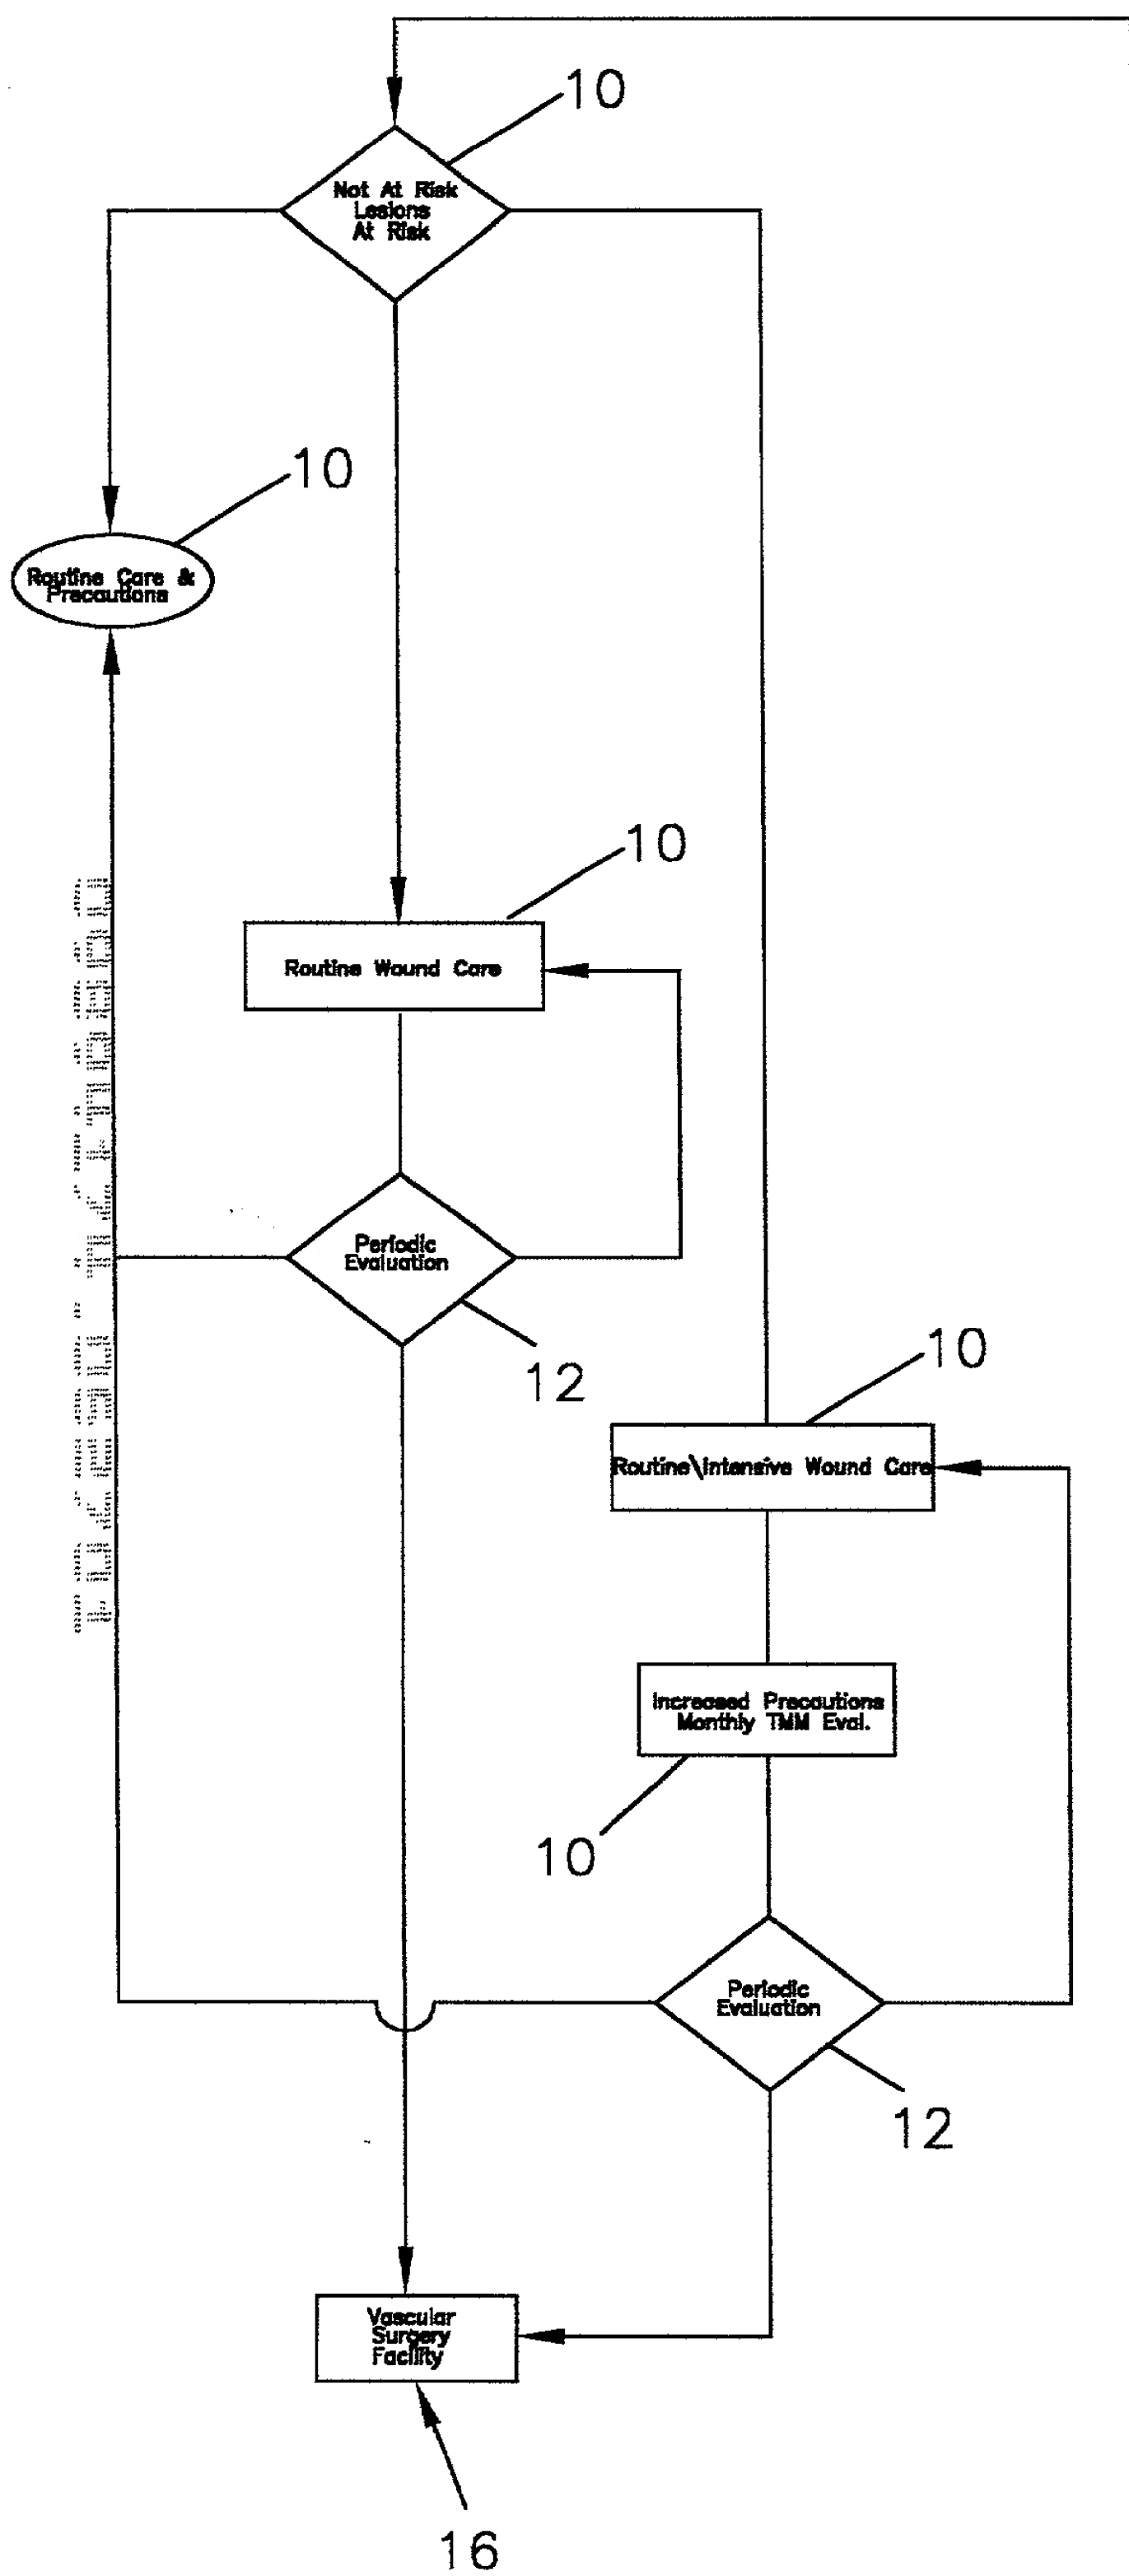 10
Not At Risk
Lesions
At Risk
10
Routine Care &
Precautions
10
Routine Wound Care
Periodic
Evaluation
12
10
Routine\Intensive Wound Care
Increased Precautions
Monthly TMM Eval.
10
Periodic
Evaluation
12
Vascular
Surgery
Facility
16